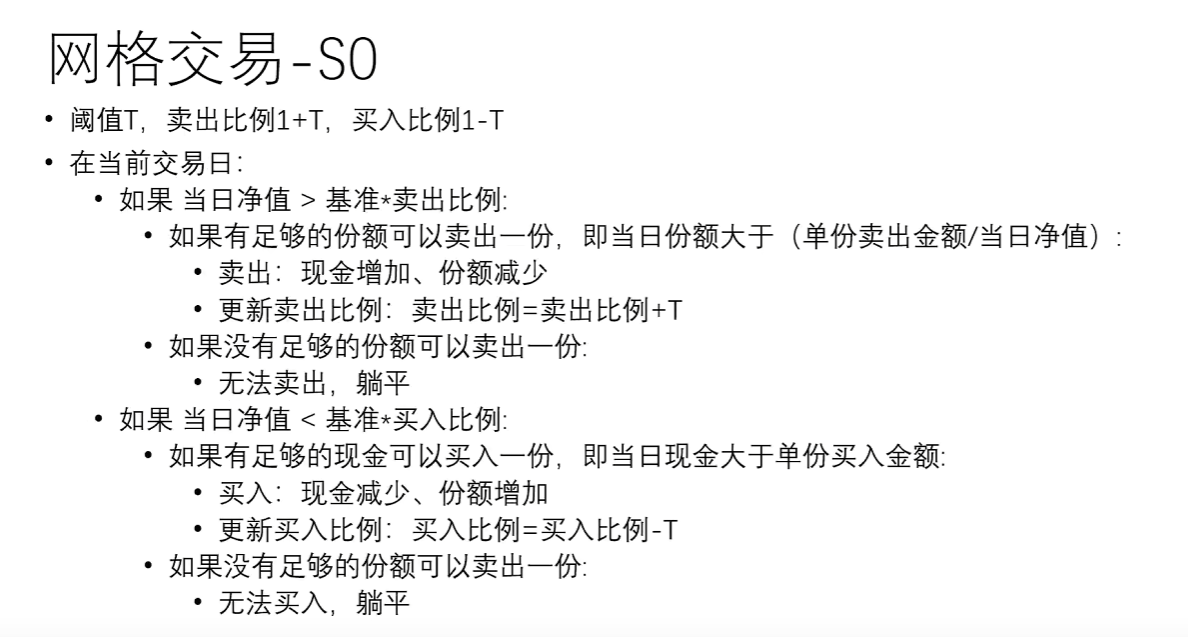 网格交易-S0
• 阈值T，卖出比例1+T，买入比例1-T
• 在当前交易日：
• 如果 当日净值 > 基准*卖出比例:
• 如果有足够的份额可以卖出一份，即当日份额大于（单份卖出金额/当日净值）:
• 卖出：现金增加、份额减少
• 更新卖出比例：卖出比例=卖出比例+T
• 如果没有足够的份额可以卖出一份:
• 无法卖出，躺平
• 如果 当日净值 < 基准*买入比例:
• 如果有足够的现金可以买入一份，即当日现金大于单份买入金额:
• 买入：现金减少、份额增加
• 更新买入比例：买入比例=买入比例-T
• 如果没有足够的份额可以卖出一份:
• 无法买入，躺平